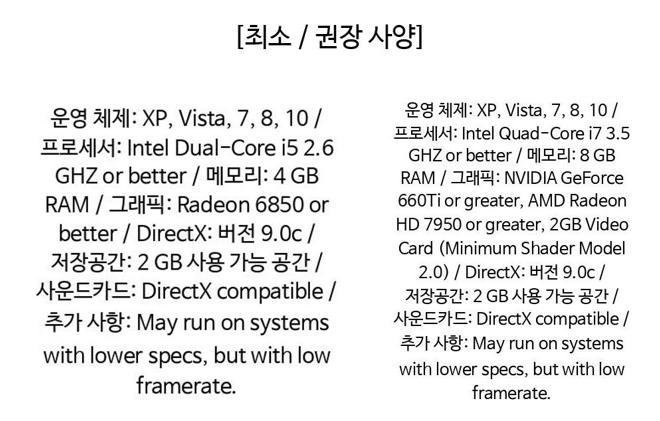 [최소 / 권장 사양]
운영 체제: XP, Vista, 7, 8, 10 /
프로세서: Intel Dual-Core i5 2.6
GHZ or better / 메모리: 4 GB
RAM / 그래픽: Radeon 6850 or
better / DirectX: 버전 9.0c /
저장공간: 2 GB 사용 가능 공간 /
사운드카드: DirectX compatible /
추가 사항: May run on systems
with lower specs, but with low
framerate.
운영 체제: XP, Vista, 7, 8, 10 /
프로세서: Intel Quad-Core i7 3.5
GHZ or better / 메모리: 8 GB
RAM / 그래픽: NVIDIA GeForce
660Ti or greater, AMD Radeon
HD 7950 or greater, 2GB Video
Card (Minimum Shader Model
2.0) / DirectX: 버전 9.0c /
저장공간: 2 GB 사용 가능 공간 /
사운드카드: DirectX compatible /
추가 사항: May run on systems
with lower specs, but with low
framerate.